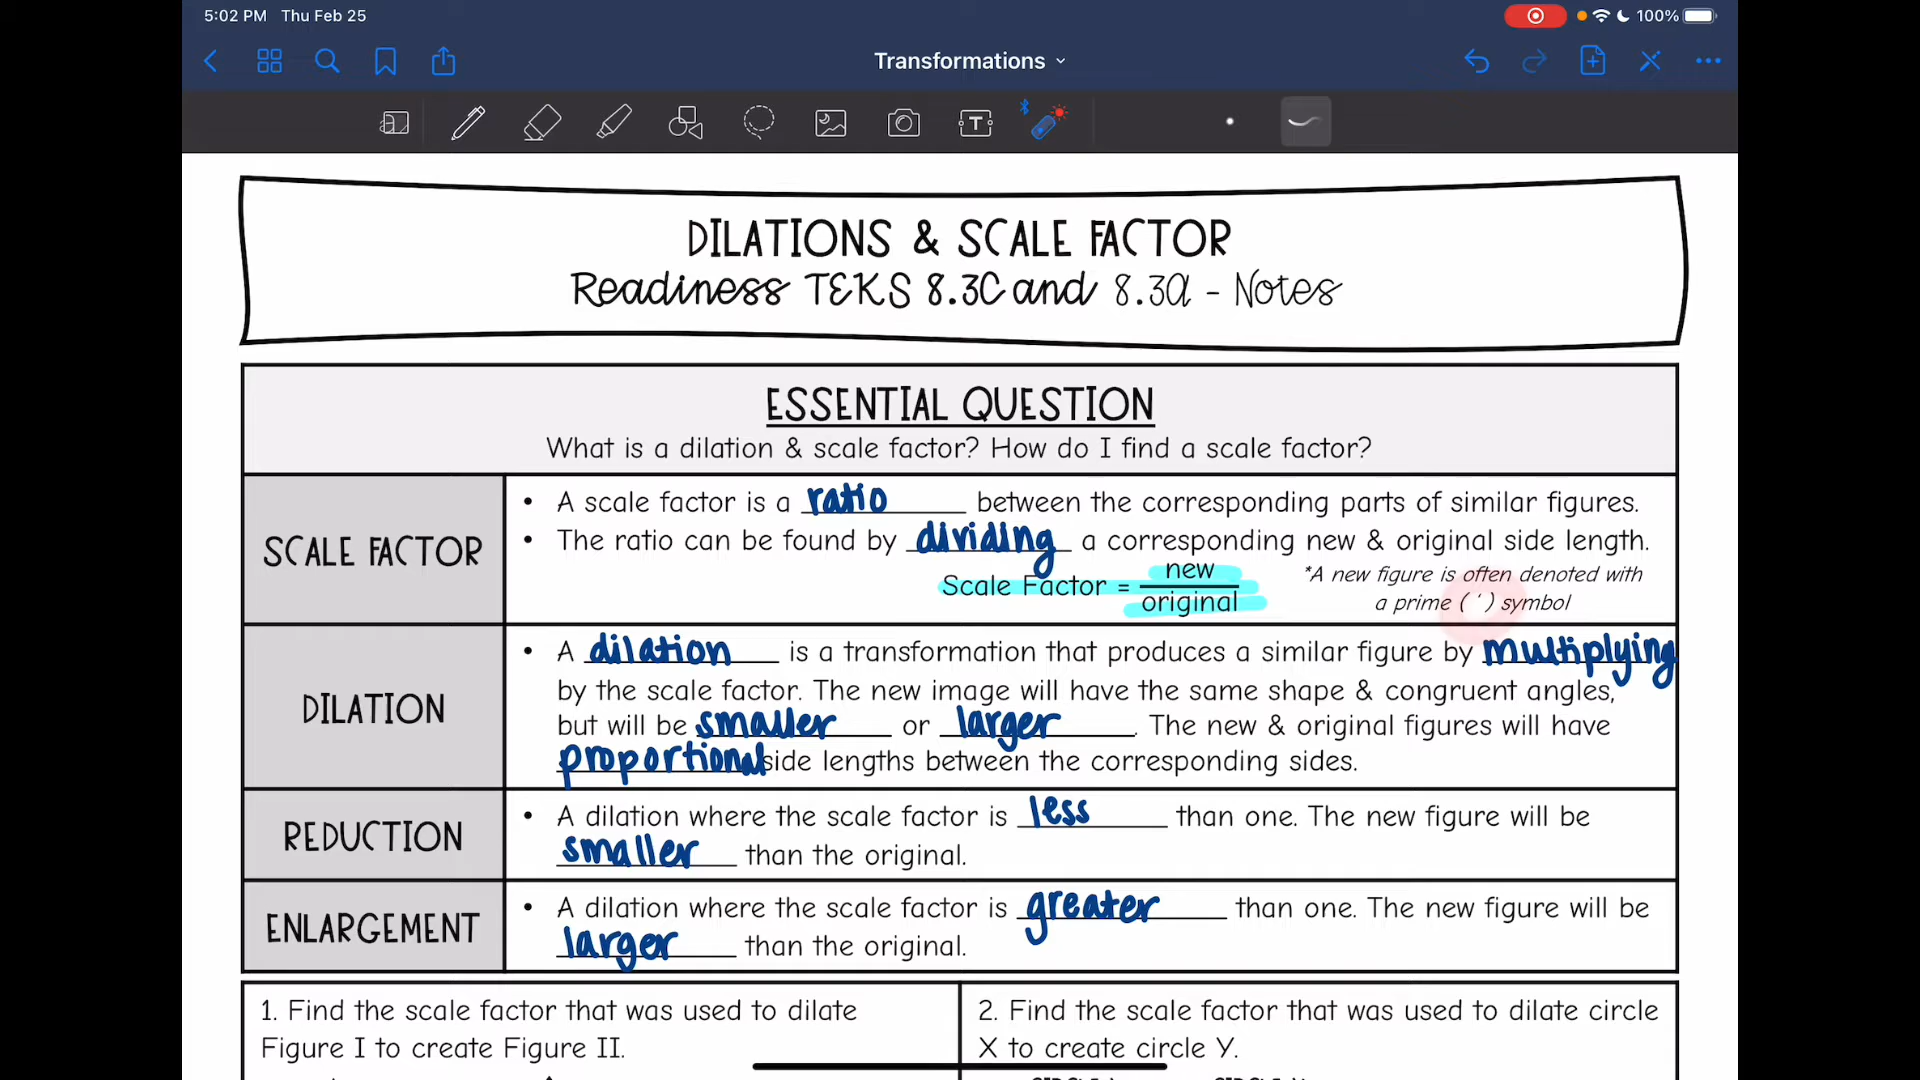 5:02 PM Thu Feb 25
100%
Transformations
T
DILATIONS & SCALE FACTOR
Readiness TEKS 8.3C and 8.3a - Notes
ESSENTIAL QUESTION
What is a dilation & scale factor? How do I find a scale factor?
SCALE FACTOR
• A scale factor is a ratio between the corresponding parts of similar figures.
• The ratio can be found by dividing a corresponding new & original side length.
Scale Factor = new
original
*A new figure is often denoted with
a prime ( ' ) symbol
DILATION
• A dilation is a transformation that produces a similar figure by multiplying
by the scale factor. The new image will have the same shape & congruent angles,
but will be smaller or larger. The new & original figures will have
proportional side lengths between the corresponding sides.
REDUCTION
• A dilation where the scale factor is less than one. The new figure will be
smaller than the original.
ENLARGEMENT
• A dilation where the scale factor is greater than one. The new figure will be
larger than the original.
1. Find the scale factor that was used to dilate
Figure I to create Figure II.
2. Find the scale factor that was used to dilate circle
X to create circle Y.